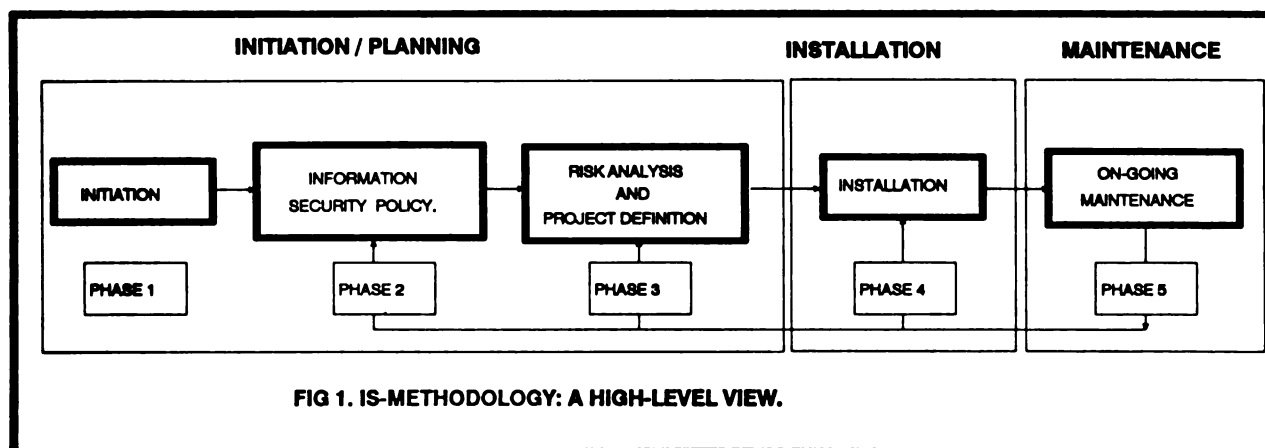 INITIATION / PLANNING
INSTALLATION
MAINTENANCE
INITIATION
INFORMATION
SECURITY POLICY.
RISK ANALYSIS
AND
PROJECT DEFINITION
INSTALLATION
ON-GOING
MAINTENANCE
PHASE 1
PHASE 2
PHASE 3
PHASE 4
PHASE 5
FIG 1. IS-METHODOLOGY: A HIGH-LEVEL VIEW.